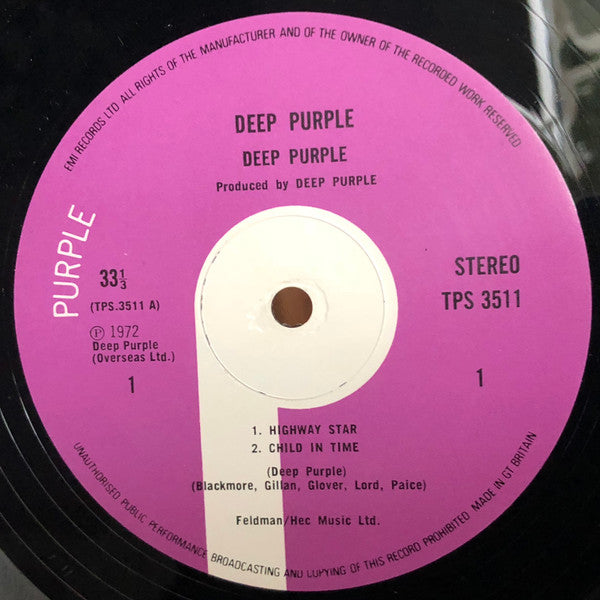 EMI RECORDS LTD ALL RIGHTS OF THE MANUFACTURER AND OF THE OWNER OF THE RECORDED WORK RESERVED
DEEP PURPLE
DEEP PURPLE
Produced by DEEP PURPLE
PURPLE
33⅓
(TPS.3511 A)
STEREO
TPS 3511
℗ 1972
Deep Purple
(Overseas Ltd.)
1
1
1. HIGHWAY STAR
2. CHILD IN TIME
(Deep Purple)
(Blackmore, Gillan, Glover, Lord, Paice)
Feldman/Hec Music Ltd.
UNAUTHORISED PUBLIC PERFORMANCE BROADCASTING AND COPYING OF THIS RECORD PROHIBITED MADE IN GT BRITAIN